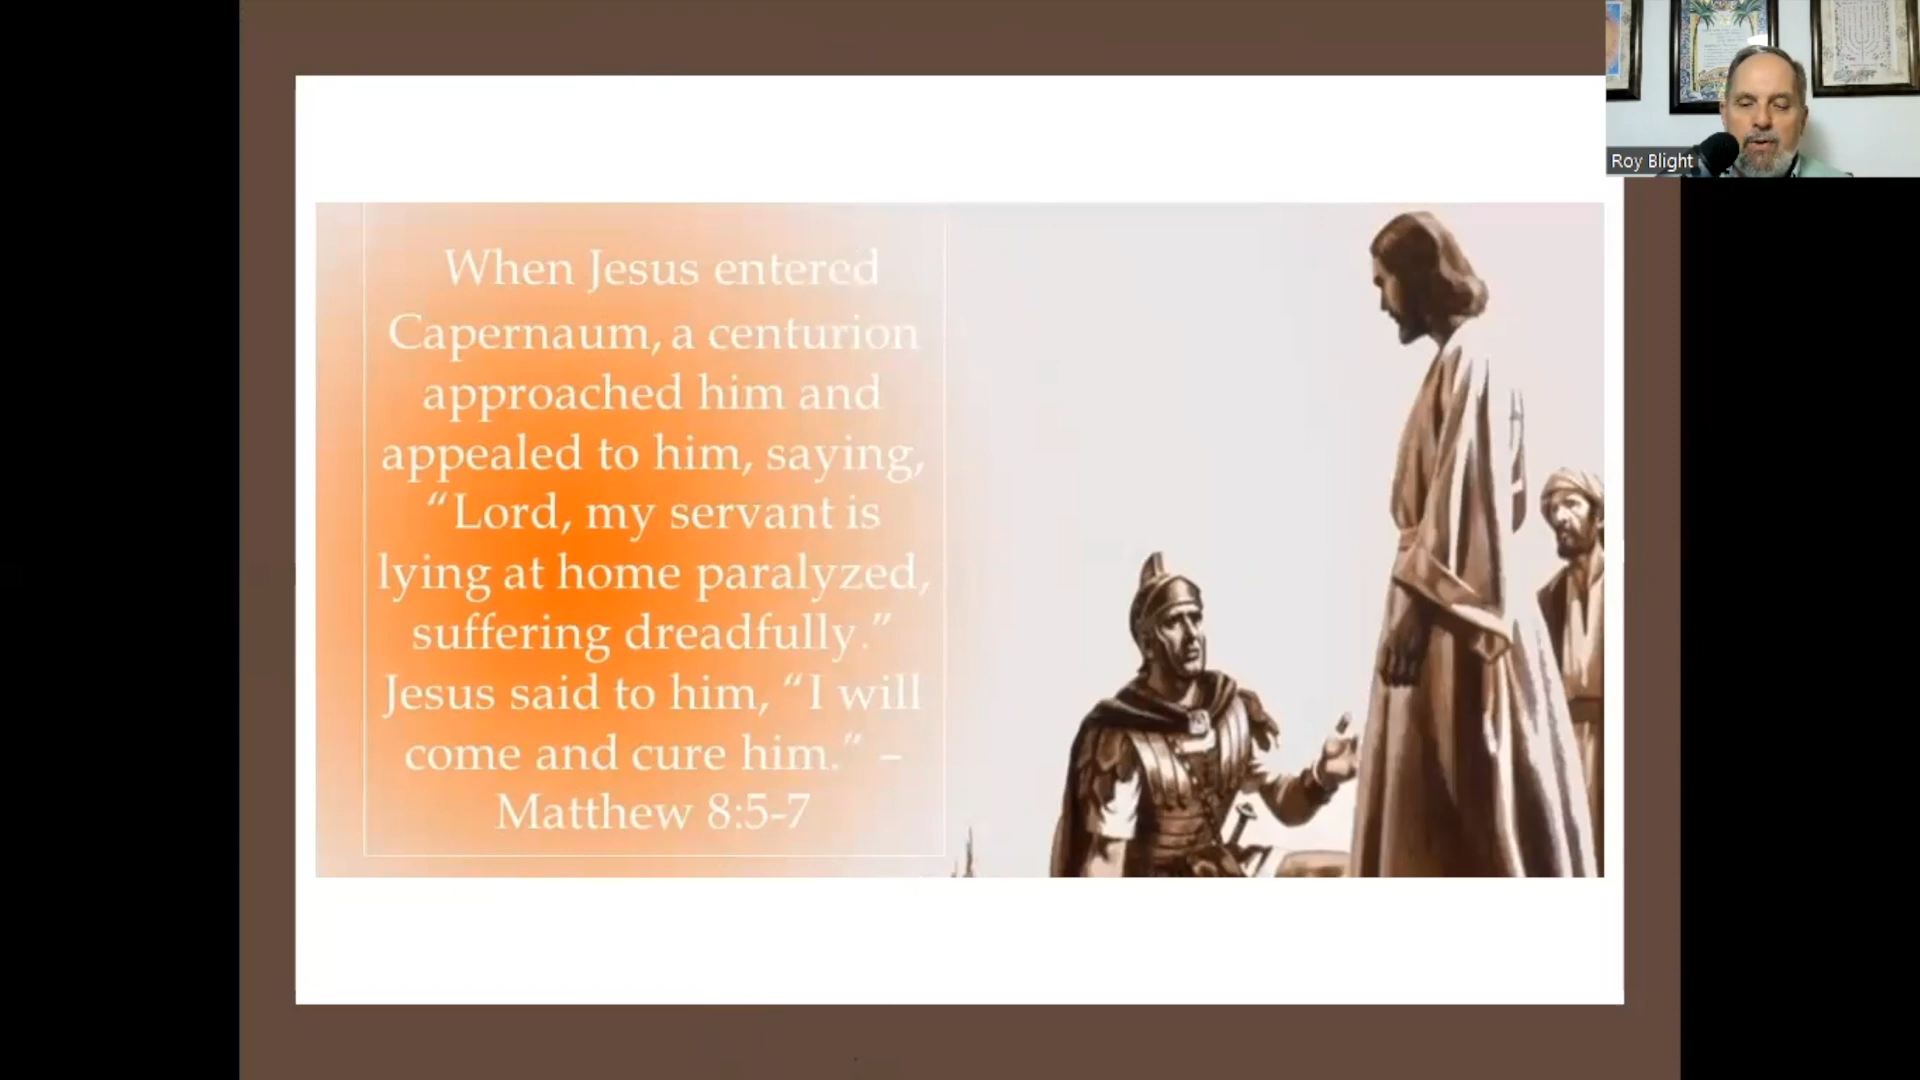 When Jesus entered
Capernaum, a centurion
approached him and
appealed to him, saying,
“Lord, my servant is
lying at home paralyzed,
suffering dreadfully.”
Jesus said to him, “I will
come and cure him.” –
Matthew 8:5-7
Roy Blight